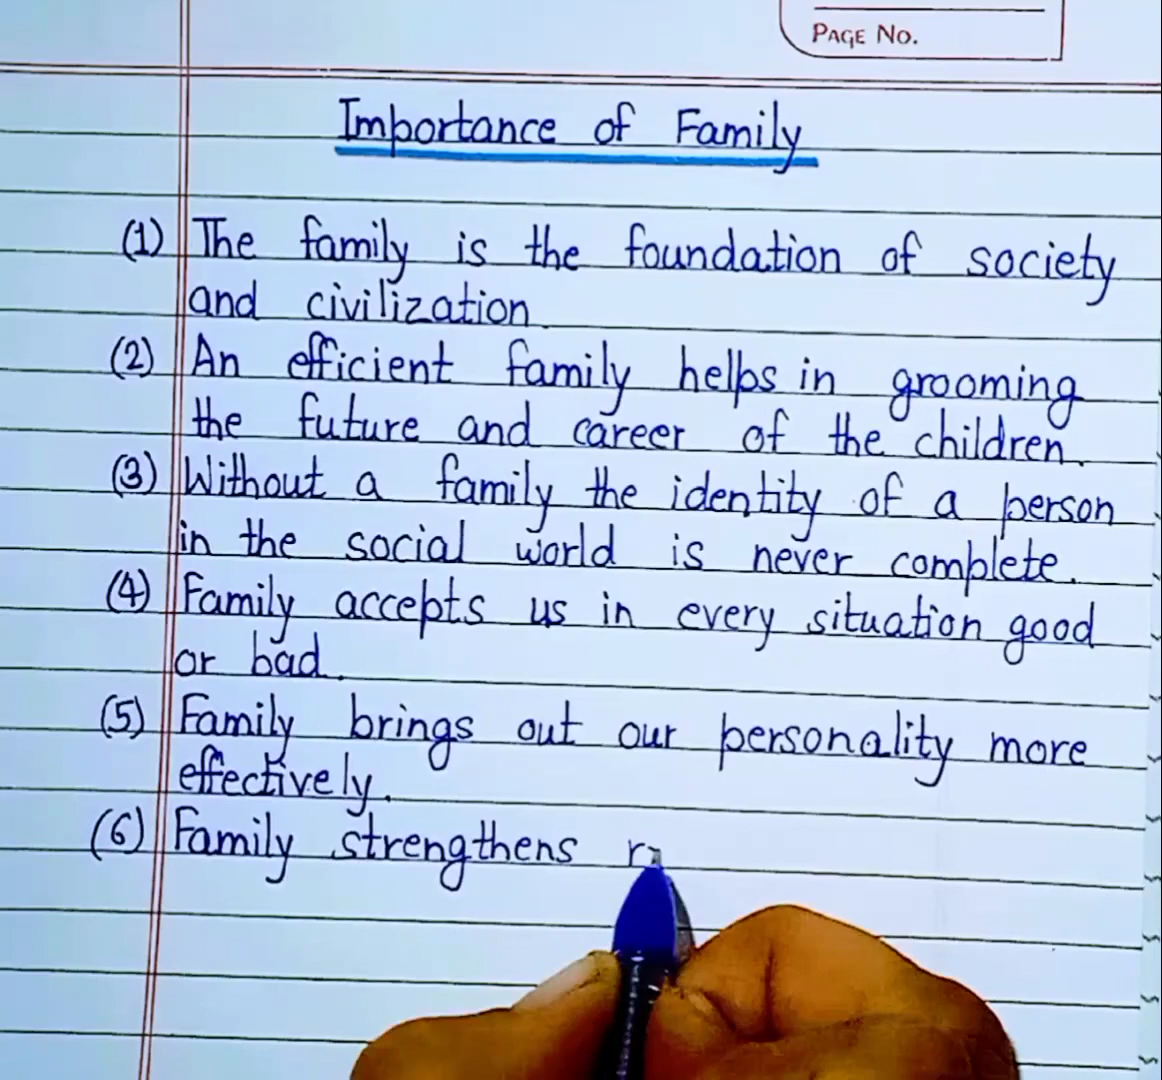 PAGE NO.
Importance of Family
(1) The family is the foundation of society
and civilization.
(2) An efficient family helps in grooming
the future and career of the children.
(3) Without a family the identity of a person
in the social world is never complete.
(4) Family accepts us in every situation good
or bad.
(5) Family brings out our personality more
effectively.
(6) Family strengthens